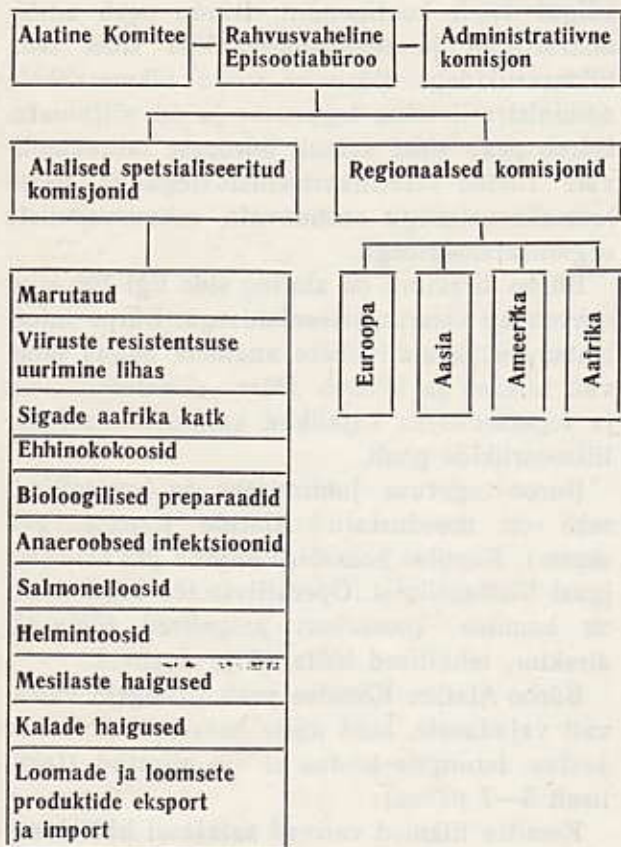 Alatine Komitee
Rahvusvaheline
Episootiabüroo
Administratiivne
komisjon
Alalised spetsialiseeritud
komisjonid
Regionaalsed komisjonid
Marutaud
Viiruste resistentsuse
uurimine lihas
Sigade aafrika katk
Ehhinokokoosid
Bioloogilised preparaadid
Anaeroobsed infektsioonid
Salmonelloosid
Helmintoosid
Mesilaste haigused
Kalade haigused
Loomade ja loomsete
produktide eksport
ja import
Euroopa
Aasia
Ameerika
Aafrika